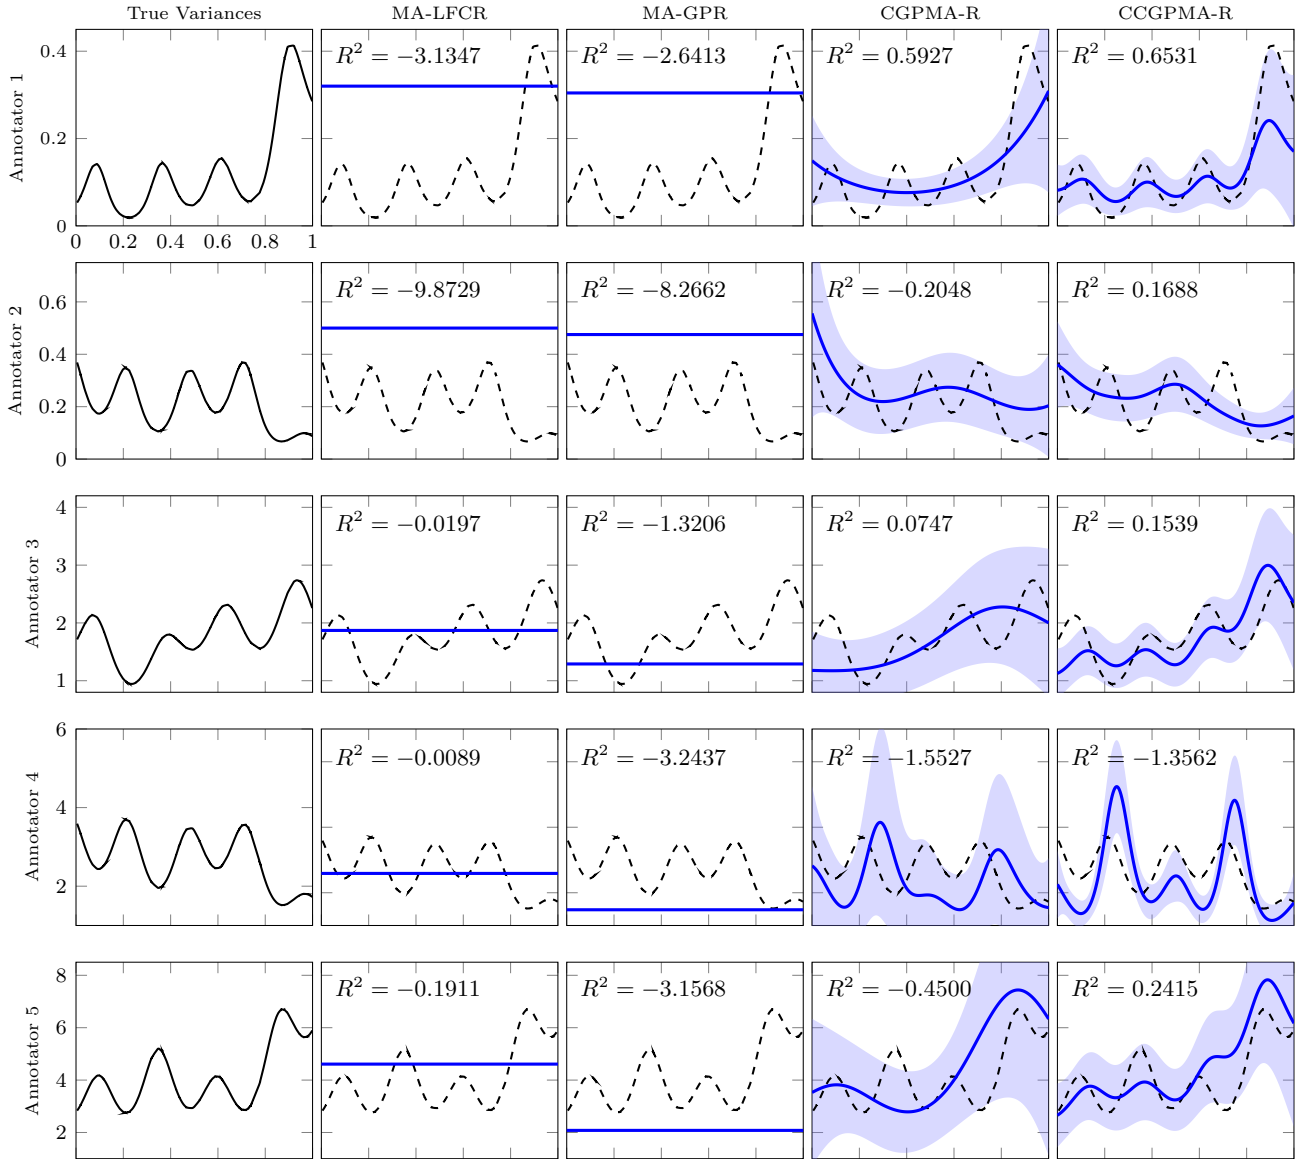 True Variances MA-LFCR MA-GPR CGPMA-R CCGPMA-R
Annotator 1
0.4
0.2
0
0 0.2 0.4 0.6 0.8 1
R² = −3.1347
R² = −2.6413
R² = 0.5927
R² = 0.6531
Annotator 2
0.6
0.4
0.2
0
R² = −9.8729
R² = −8.2662
R² = −0.2048
R² = 0.1688
Annotator 3
4
3
2
1
R² = −0.0197
R² = −1.3206
R² = 0.0747
R² = 0.1539
Annotator 4
6
4
2
R² = −0.0089
R² = −3.2437
R² = −1.5527
R² = −1.3562
Annotator 5
8
6
4
2
R² = −0.1911
R² = −3.1568
R² = −0.4500
R² = 0.2415